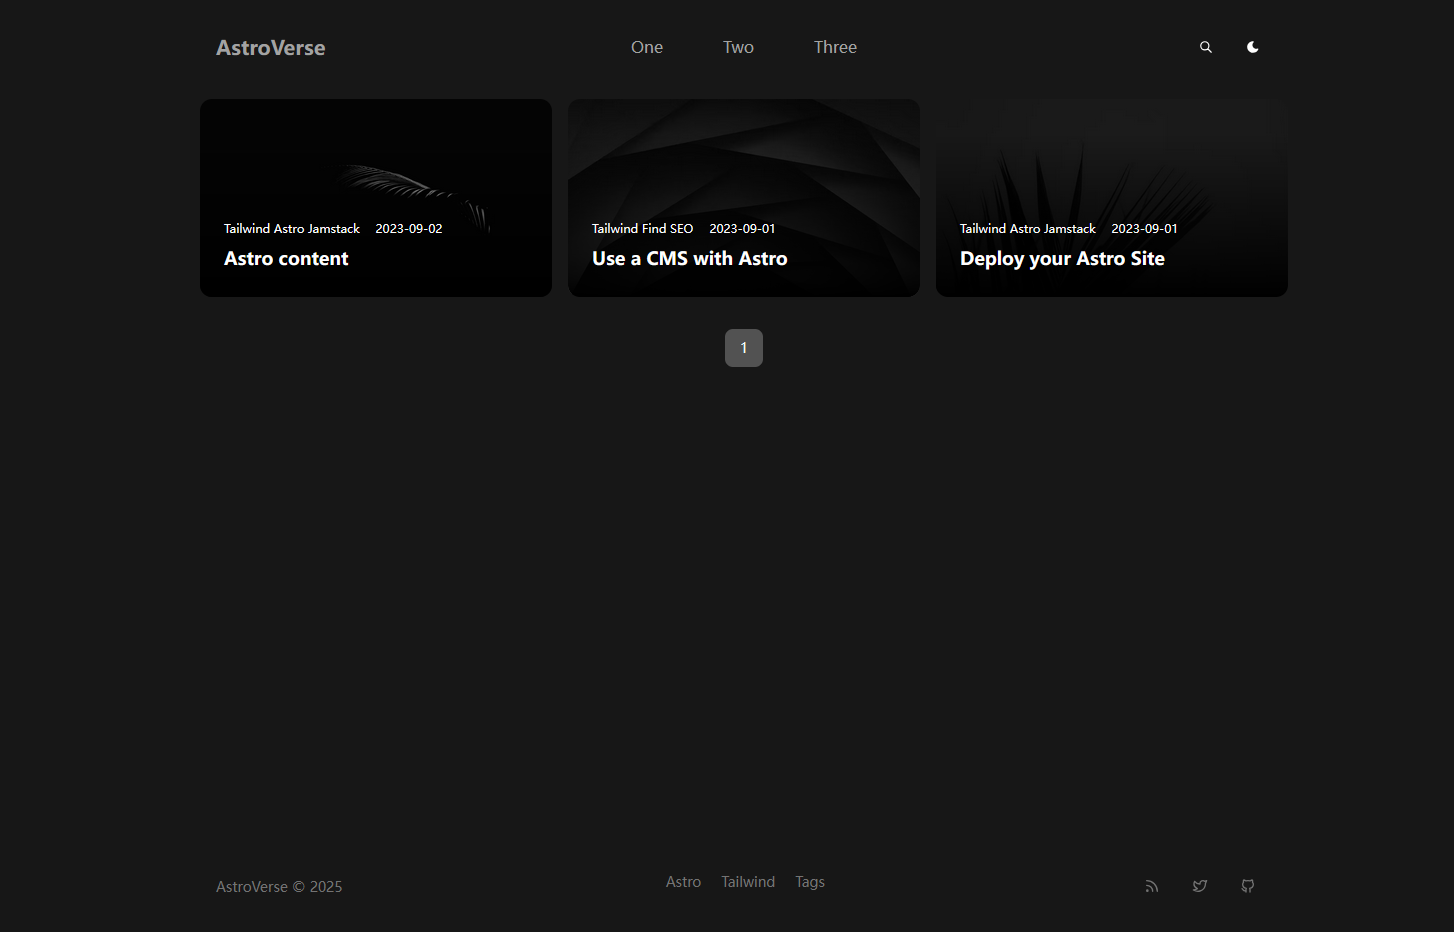 AstroVerse
One Two Three
Tailwind Astro Jamstack 2023-09-02
Astro content
Tailwind Find SEO 2023-09-01
Use a CMS with Astro
Tailwind Astro Jamstack 2023-09-01
Deploy your Astro Site
1
AstroVerse © 2025
Astro Tailwind Tags